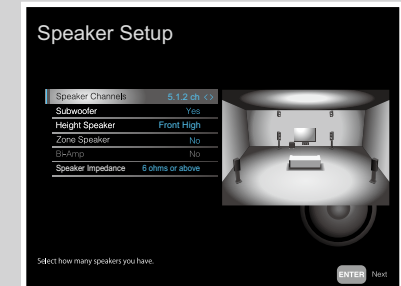 Speaker Setup
Speaker Channels 5.1.2 ch < >
Subwoofer Yes
Height Speaker Front High
Zone Speaker No
Bi-Amp No
Speaker Impedance 6 ohms or above
Select how many speakers you have.
ENTER Next